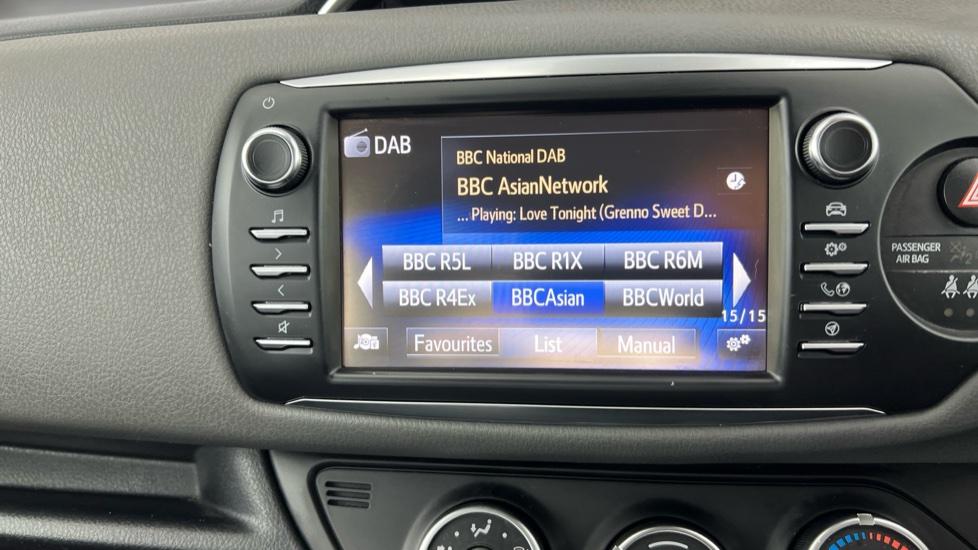 DAB
BBC National DAB
BBC AsianNetwork
... Playing: Love Tonight (Grenno Sweet D...
BBC R5L BBC R1X BBC R6M
BBC R4Ex BBCAsian BBCWorld
15/15
Favourites List Manual
PASSENGER
AIR BAG